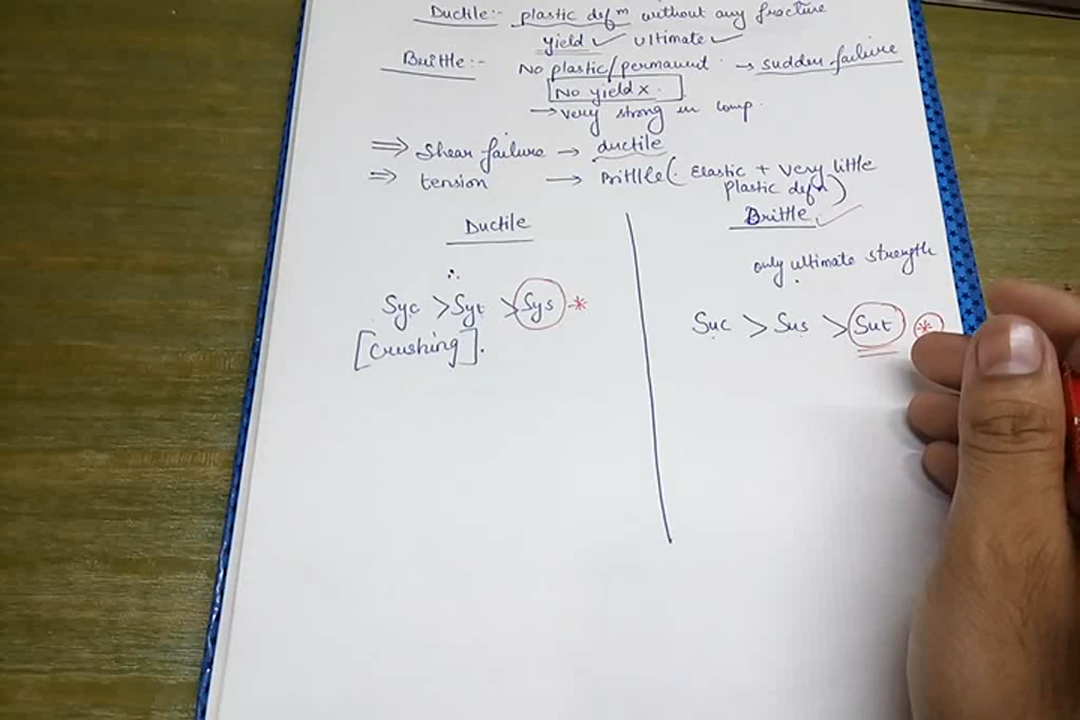 Ductile:- plastic defm without any fracture
yield ✓ ultimate ✓
Brittle:- No plastic/permanent. → sudden failure
No yield x.
→ very strong in comp.
⇒ Shear failure → ductile
⇒ tension → Brittle (. Elastic + very little
plastic defn)
Ductile
∴
Syc > Syt > Sys *
[Crushing].
Brittle ✓
only ultimate strength
Suc > Sus > Sut *